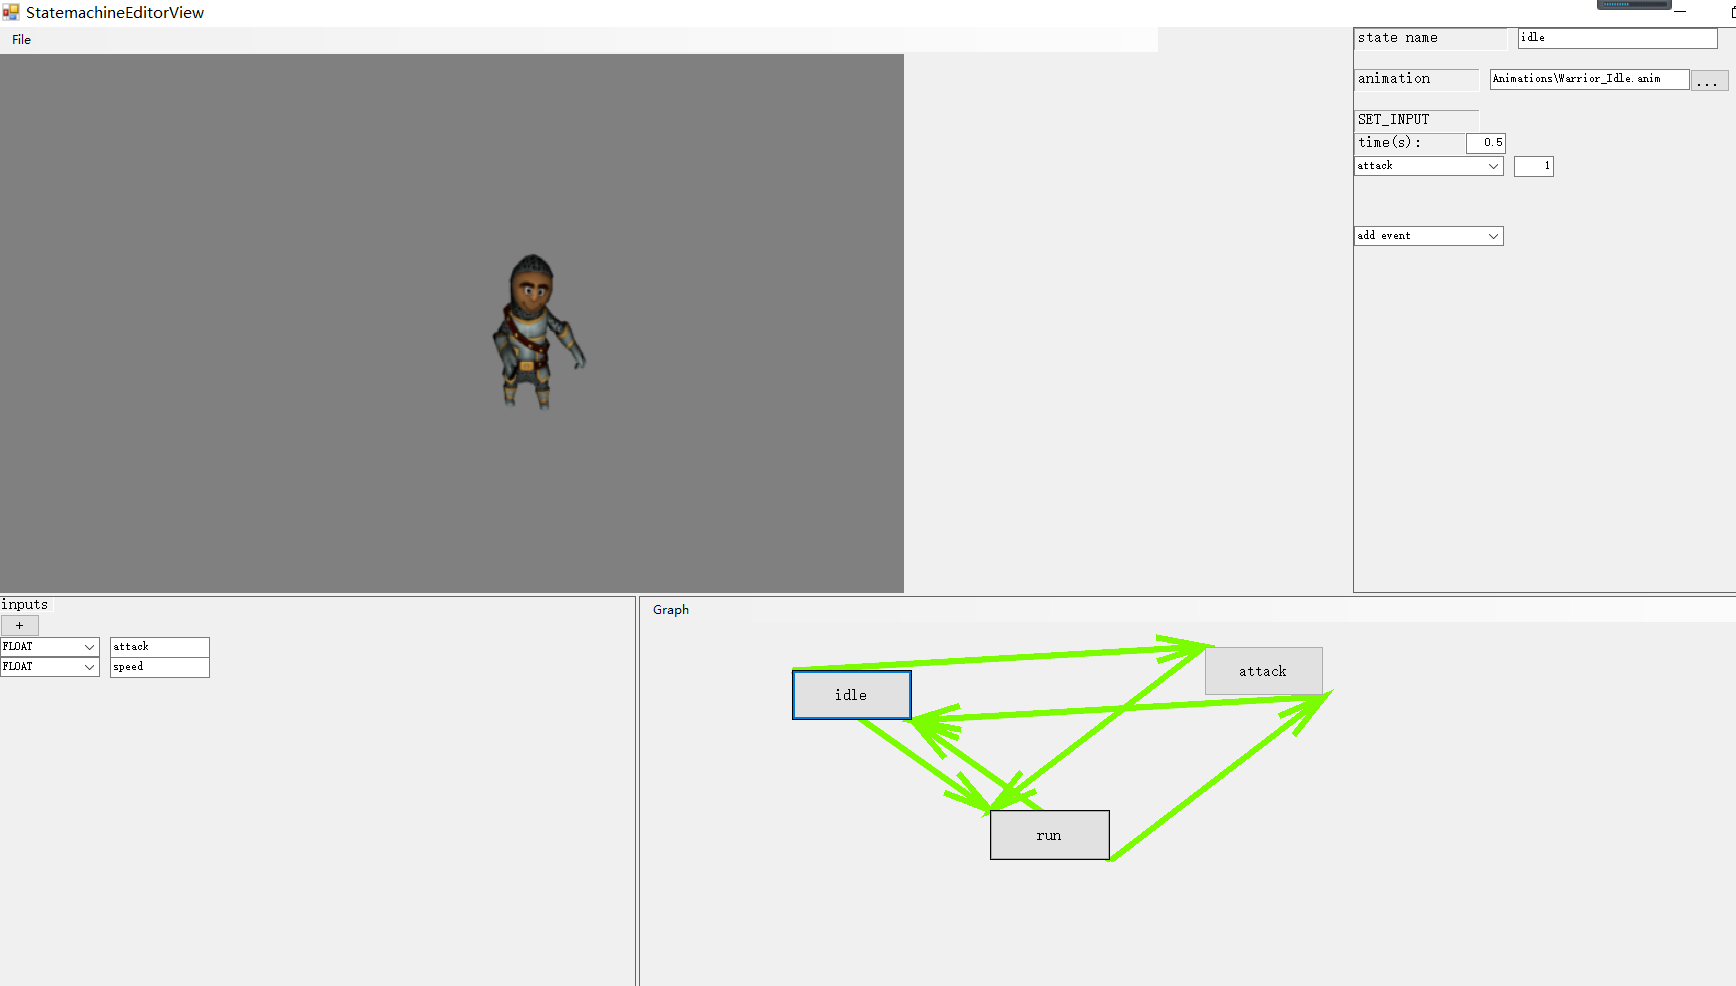 StatemachineEditorView
File
state name idle
animation Animations\Warrior_Idle.anim ...
SET_INPUT
time(s): 0.5
attack 1
add event
inputs
+
FLOAT attack
FLOAT speed
Graph
attack
idle
run